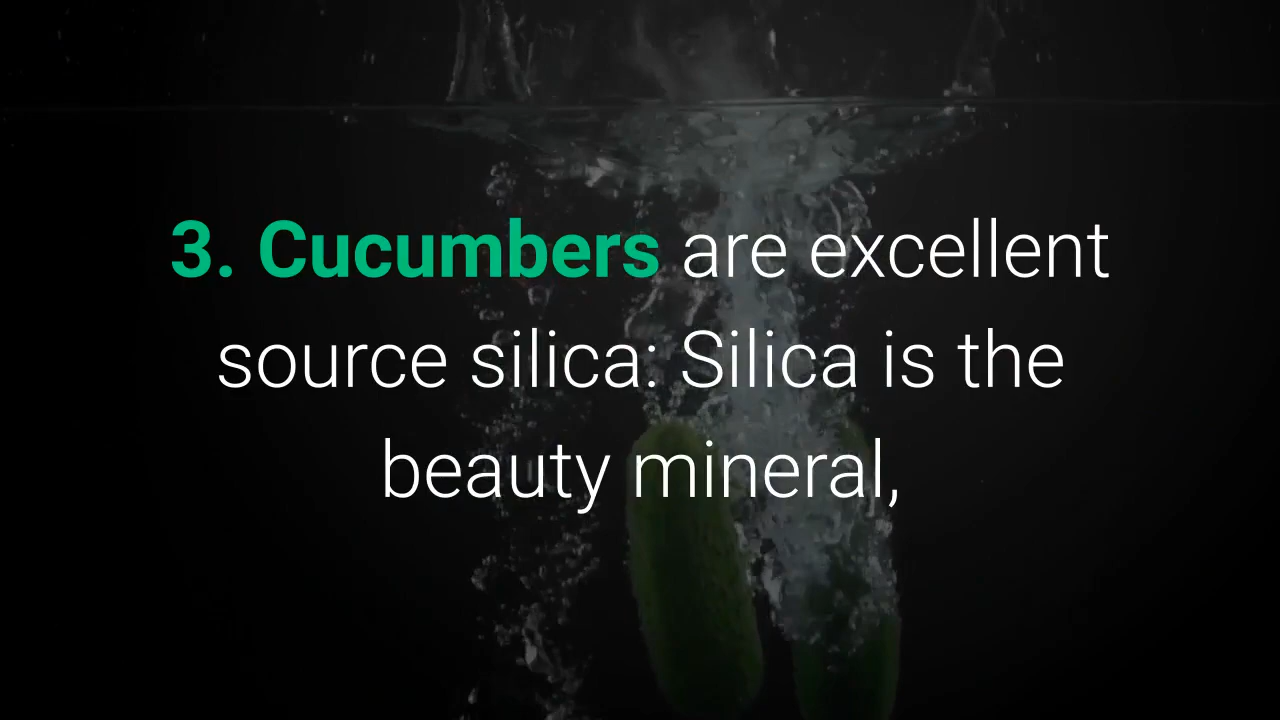 3. Cucumbers are excellent
source silica: Silica is the
beauty mineral,